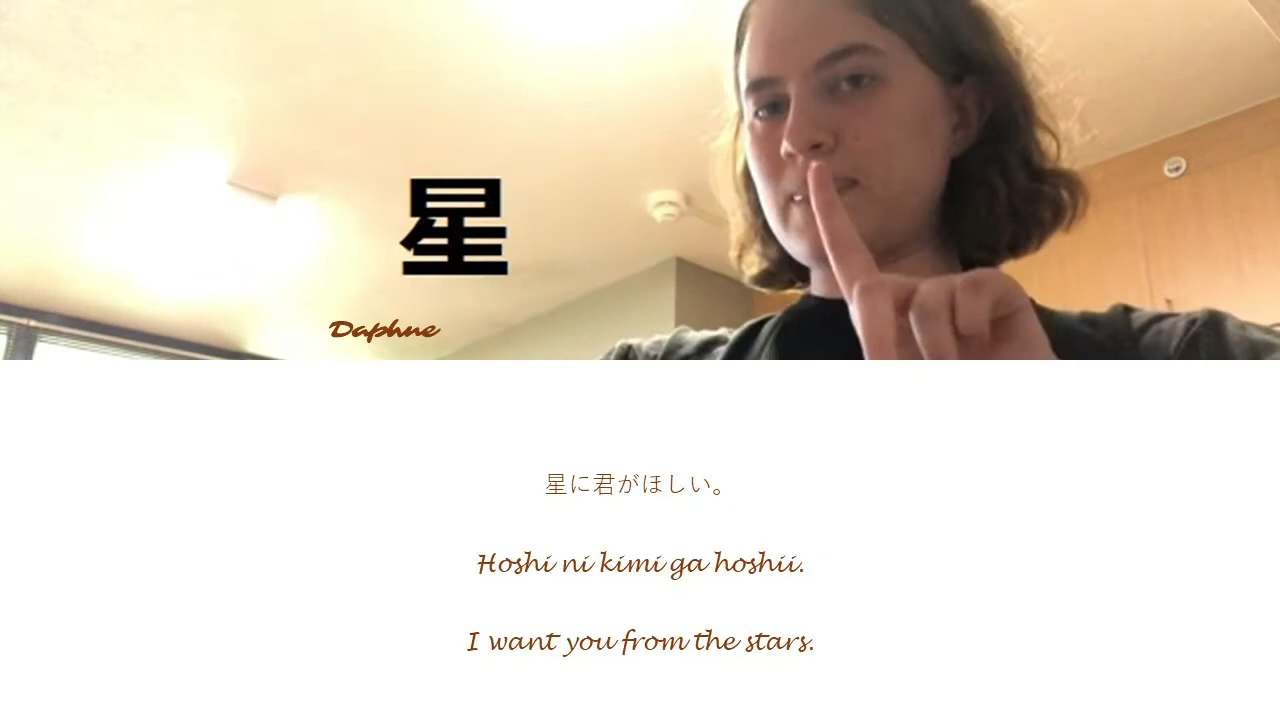 星
Daphne
星に君がほしい。
Hoshi ni kimi ga hoshii.
I want you from the stars.